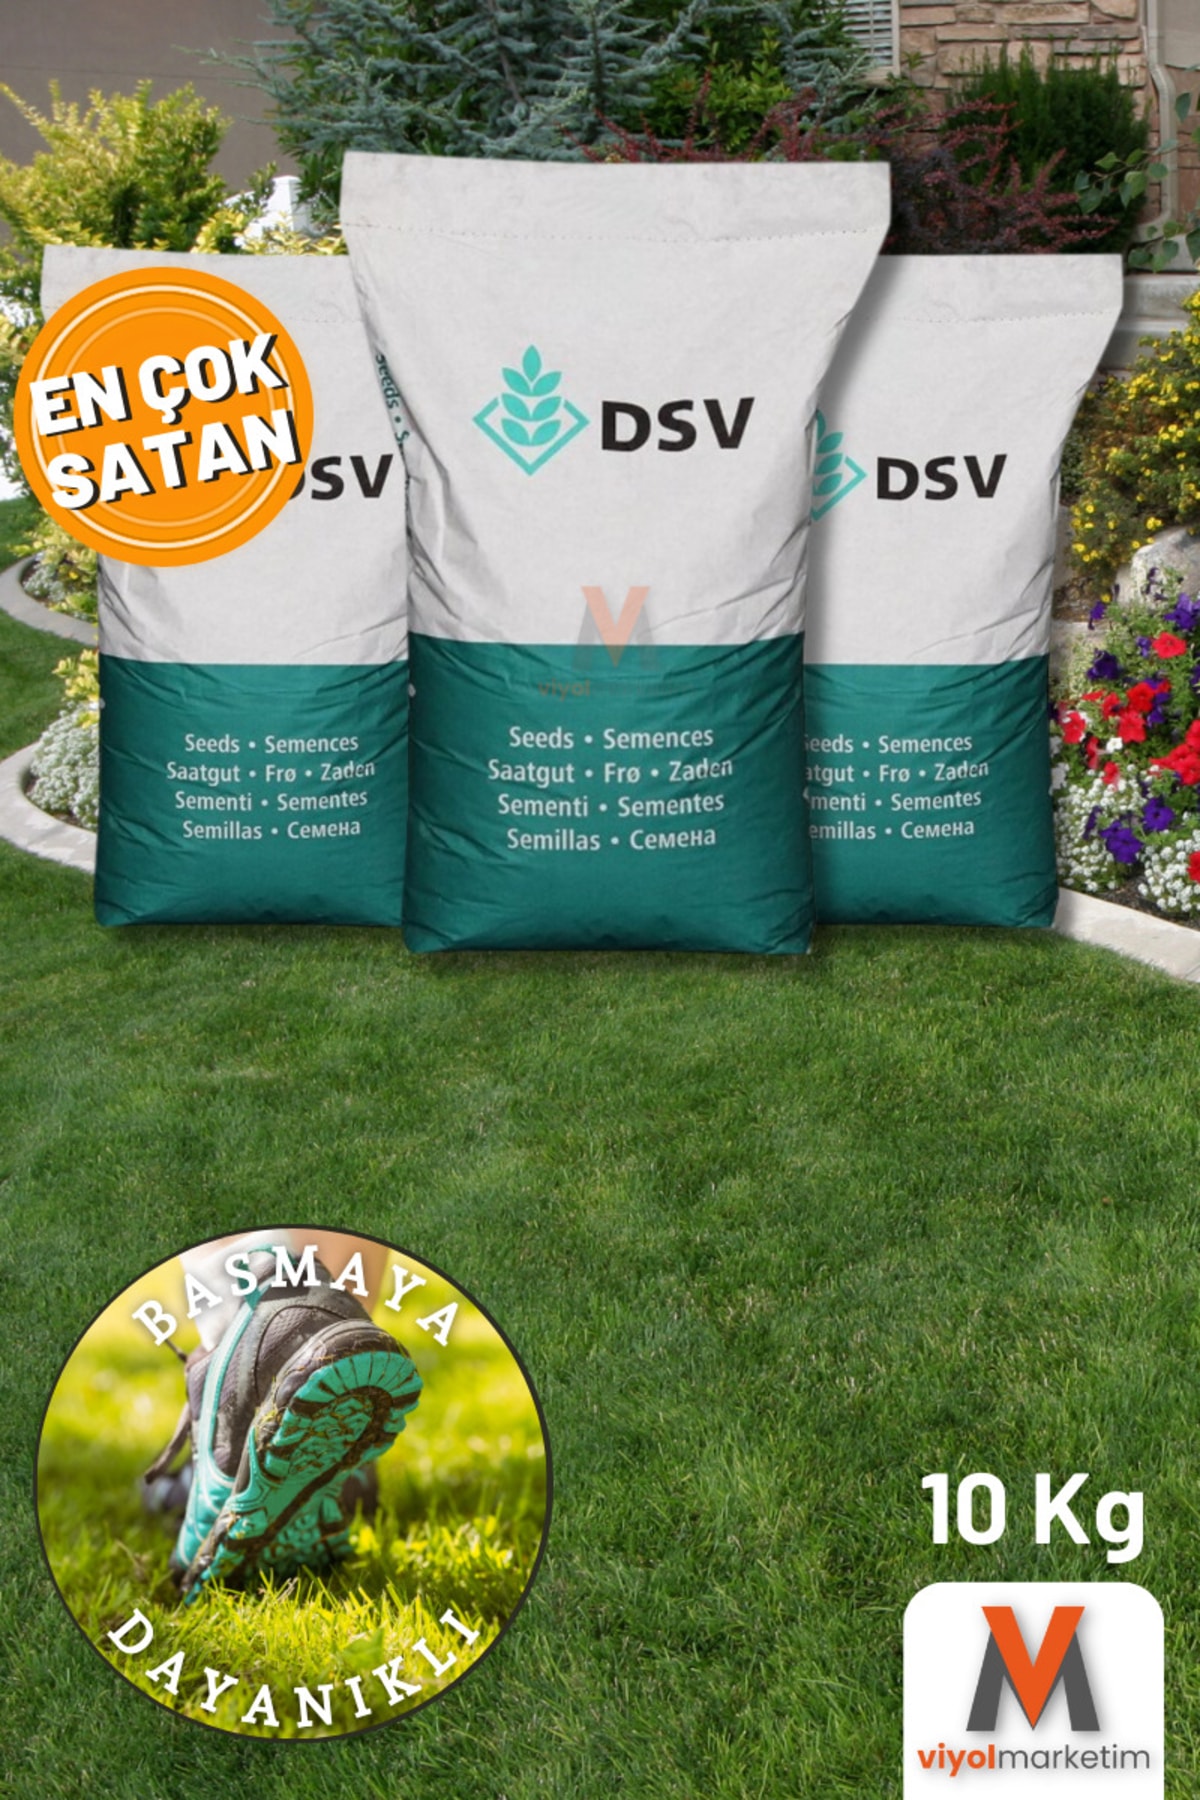 EN ÇOK
SATAN
DSV
Seeds • Semences
Saatgut • Frø • Zaden
Sementi • Sementes
Semillas • Семена
Seeds •
DSV
Seeds • Semences
Saatgut • Frø • Zaden
Sementi • Sementes
Semillas • Семена
viyolmarketim
DSV
Seeds • Semences
Saatgut • Frø • Zaden
Sementi • Sementes
Semillas • Семена
BASMAYA
DAYANIKLI
10 Kg
viyolmarketim